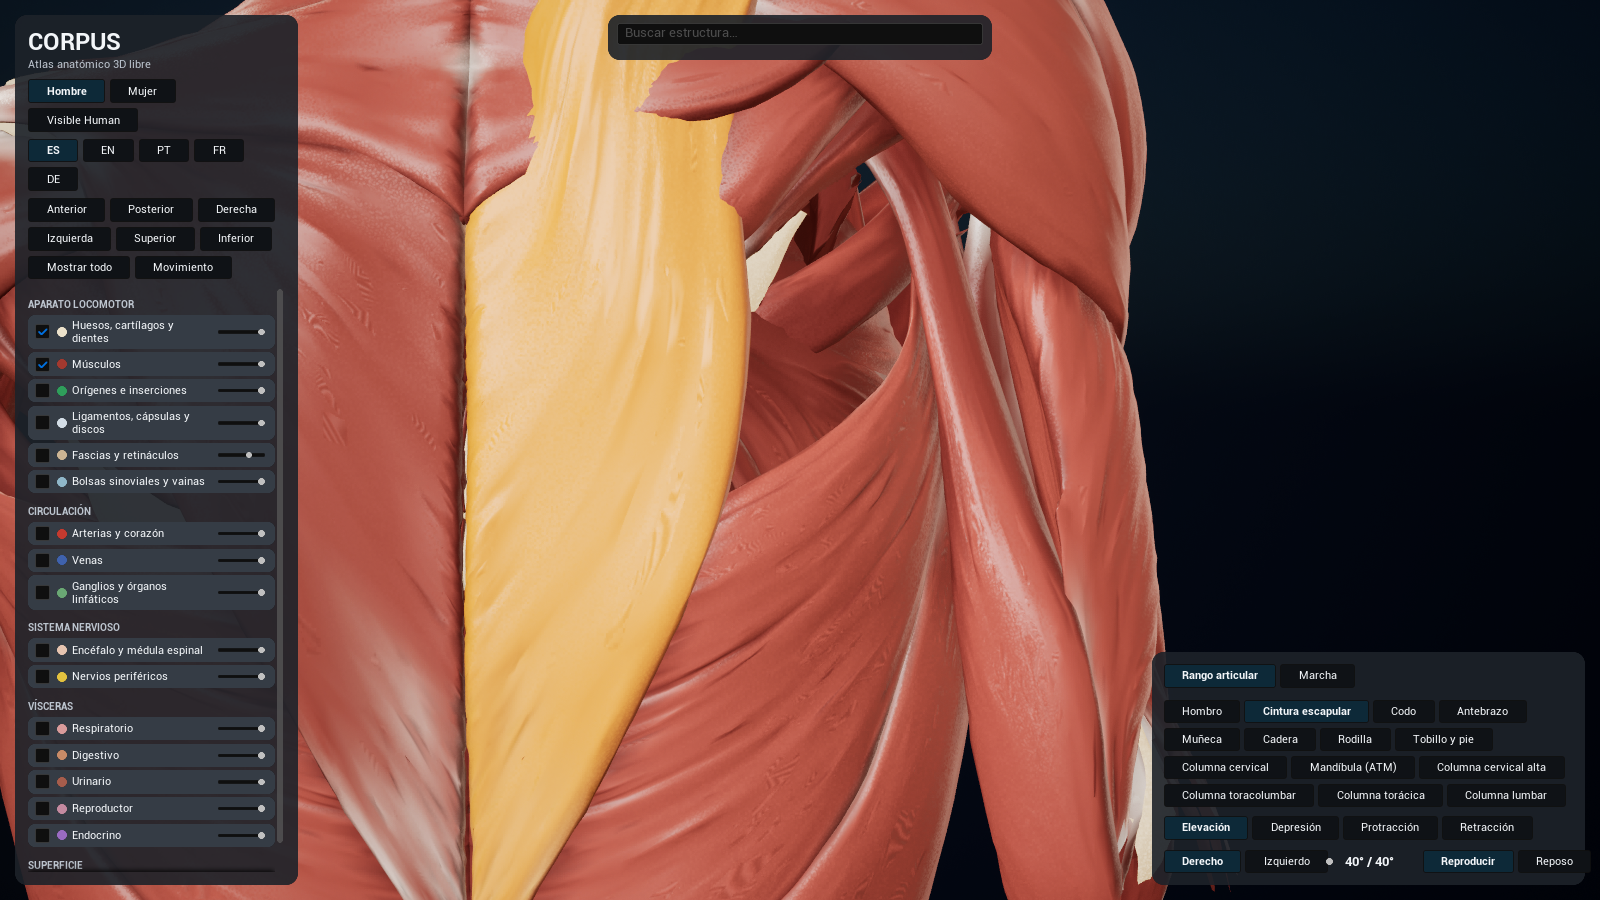 CORPUS
Atlas anatómico 3D libre
Hombre Mujer
Visible Human
ES EN PT FR
DE
Anterior Posterior Derecha
Izquierda Superior Inferior
Mostrar todo Movimiento
APARATO LOCOMOTOR
Huesos, cartílagos y
dientes
Músculos
Orígenes e inserciones
Ligamentos, cápsulas y
discos
Fascias y retináculos
Bolsas sinoviales y vainas
CIRCULACIÓN
Arterias y corazón
Venas
Ganglios y órganos
linfáticos
SISTEMA NERVIOSO
Encéfalo y médula espinal
Nervios periféricos
VÍSCERAS
Respiratorio
Digestivo
Urinario
Reproductor
Endocrino
SUPERFICIE
Buscar estructura...
Rango articular Marcha
Hombro Cintura escapular Codo Antebrazo
Muñeca Cadera Rodilla Tobillo y pie
Columna cervical Mandíbula (ATM) Columna cervical alta
Columna toracolumbar Columna torácica Columna lumbar
Elevación Depresión Protracción Retracción
Derecho Izquierdo 40° / 40° Reproducir Reposo